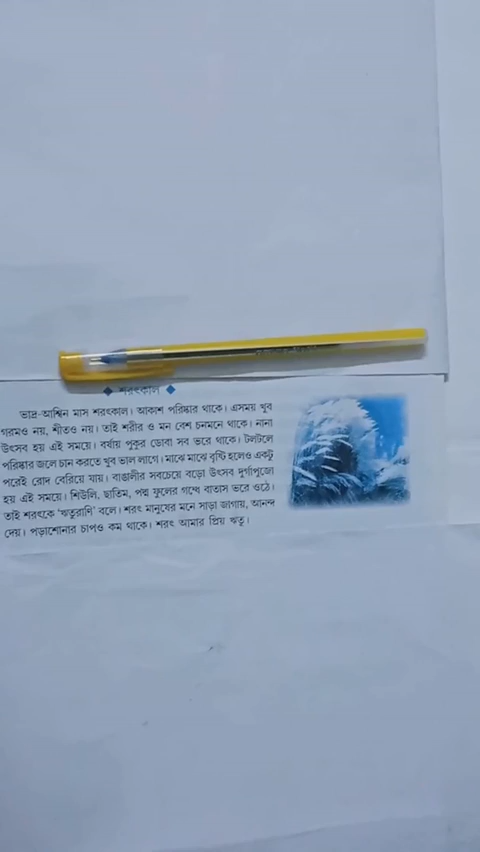 শরৎকাল
ভাদ্র-আশ্বিন মাস শরৎকাল। আকাশ পরিষ্কার থাকে। এসময় খুব
গরমও নয়, শীতও নয়। তাই শরীর ও মন বেশ চনমনে থাকে। নানা
উৎসব হয় এই সময়ে। বর্ষায় পুকুর ডোবা সব ভরে থাকে। টলটলে
পরিষ্কার জলে চান করতে খুব ভাল লাগে। মাঝে মাঝে বৃষ্টি হলেও একটু
পরেই রোদ বেরিয়ে যায়। বাঙালীর সবচেয়ে বড়ো উৎসব দুর্গাপুজো
হয় এই সময়ে। শিউলি, ছাতিম, পদ্ম ফুলের গন্ধে বাতাস ভরে ওঠে।
তাই শরৎকে ‘ঋতুরাণি’ বলে। শরৎ মানুষের মনে সাড়া জাগায়, আনন্দ
দেয়। পড়াশোনার চাপও কম থাকে। শরৎ আমার প্রিয় ঋতু।